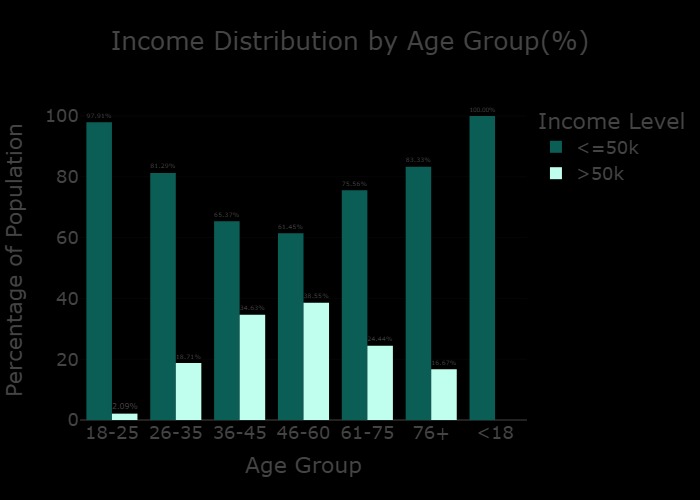 Income Distribution by Age Group(%)
Income Level
<=50k
>50k
Percentage of Population
100
80
60
40
20
0
97.91%
2.09%
81.29%
18.71%
65.37%
34.63%
61.45%
38.55%
75.56%
24.44%
83.33%
16.67%
100.00%
18-25 26-35 36-45 46-60 61-75 76+ <18
Age Group